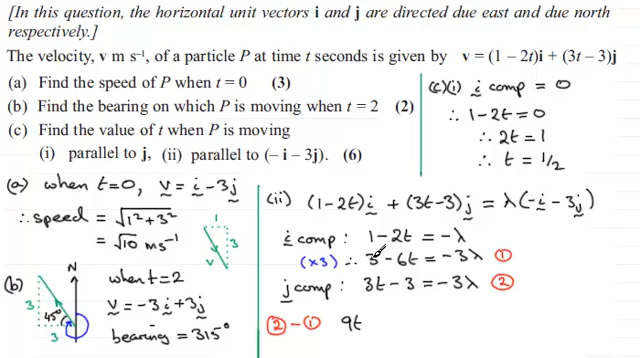 [In this question, the horizontal unit vectors i and j are directed due east and due north
respectively.]
The velocity, v m s⁻¹, of a particle P at time t seconds is given by v = (1 – 2t)i + (3t – 3)j
(a) Find the speed of P when t = 0 (3)
(b) Find the bearing on which P is moving when t = 2 (2)
(c) Find the value of t when P is moving
(i) parallel to j, (ii) parallel to (– i – 3j). (6)
(c)(i) i comp = 0
∴ 1-2t = 0
∴ 2t = 1
∴ t = 1/2
(a) when t=0, v = i - 3j
∴ speed = √1²+3²
= √10 ms⁻¹
1
3
v
(b)
N
3
45°
3
when t=2
v = -3i + 3j
bearing = 315°
(ii) (1-2t)i + (3t-3)j = λ(-i - 3j)
i comp: 1-2t = -λ
(×3) ∴ 3-6t = -3λ ①
j comp: 3t-3 = -3λ ②
②-① 9t